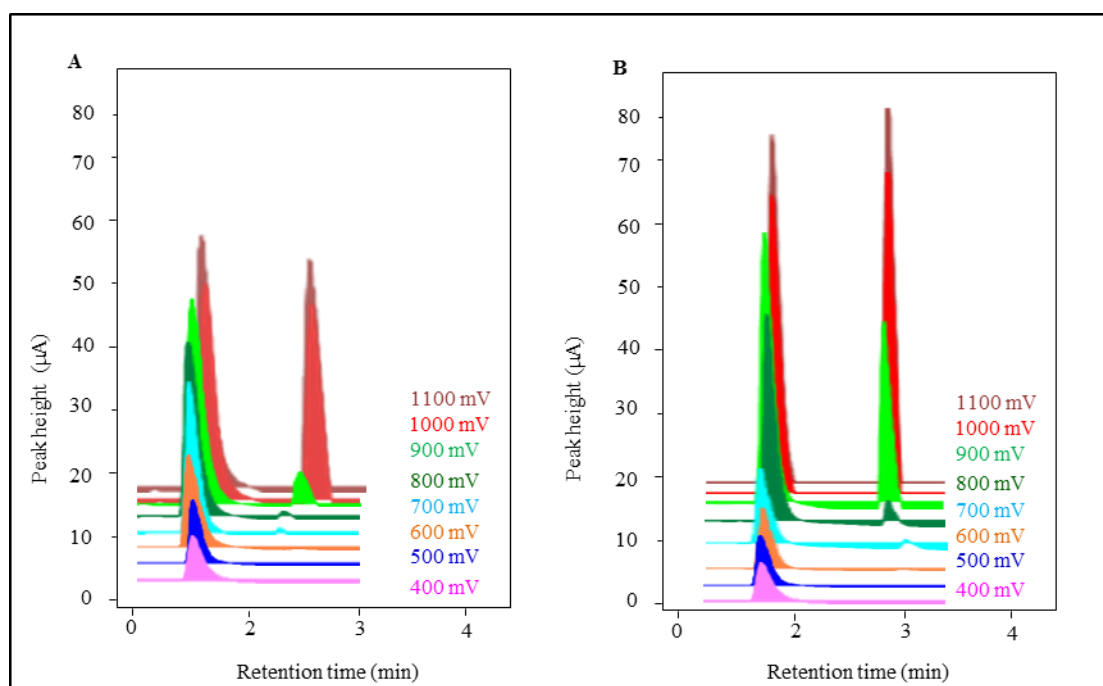 A
80
70
60
50
40
30
20
10
0
Peak height (µA)
1100 mV
1000 mV
900 mV
800 mV
700 mV
600 mV
500 mV
400 mV
0 2 3 4
Retention time (min)
B
80
70
60
50
40
30
20
10
0
Peak height (µA)
1100 mV
1000 mV
900 mV
800 mV
700 mV
600 mV
500 mV
400 mV
0 2 3 4
Retention time (min)